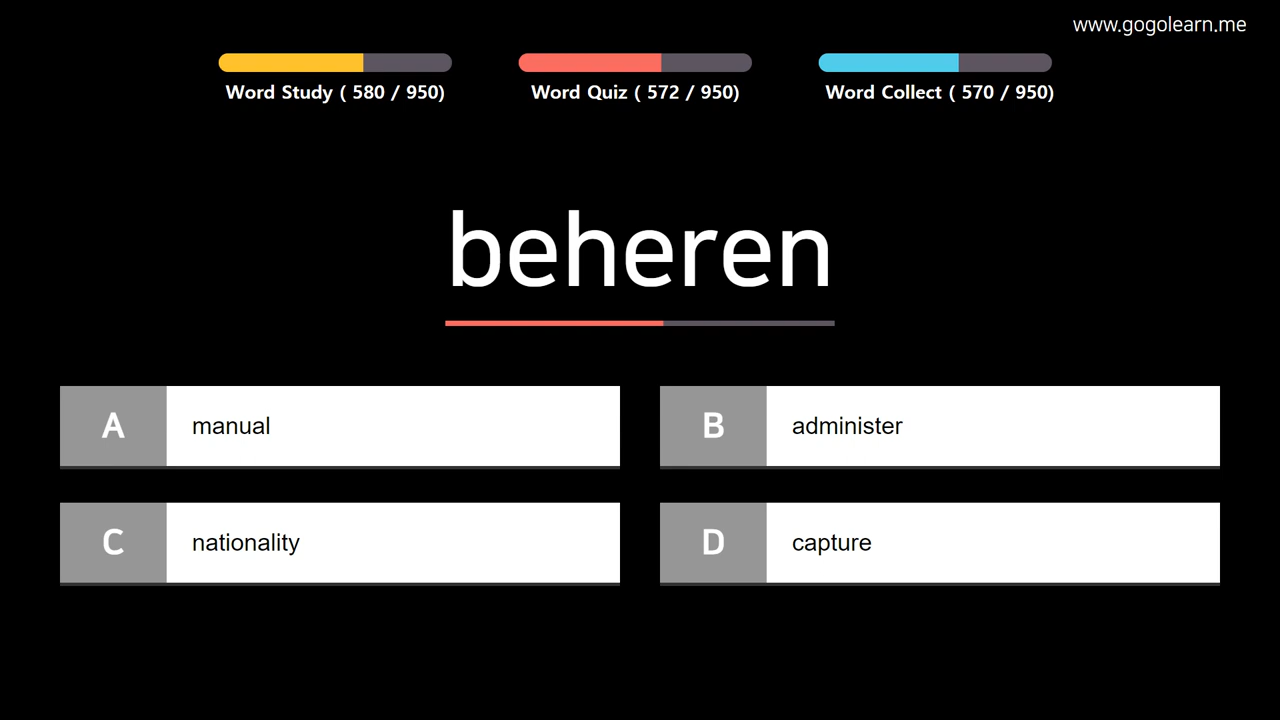 www.gogolearn.me
Word Study ( 580 / 950)
Word Quiz ( 572 / 950)
Word Collect ( 570 / 950)
beheren
A manual
B administer
C nationality
D capture